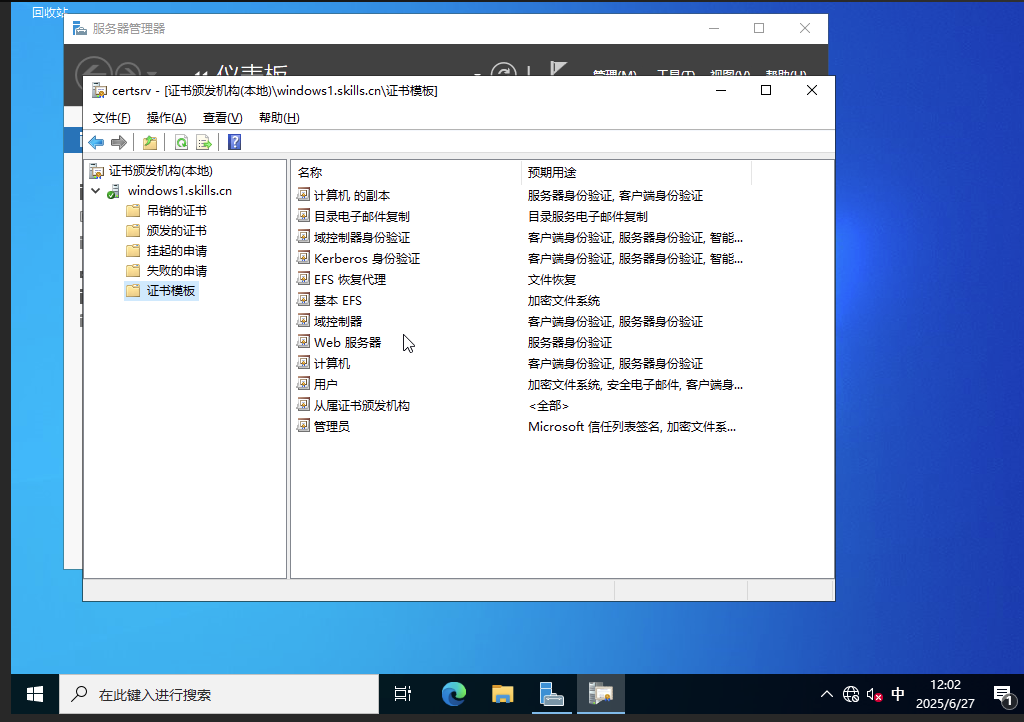 回收站
服务器管理器
仪表板
管理(M) 工具(T) 视图(V) 帮助(H)
certsrv - [证书颁发机构(本地)\windows1.skills.cn\证书模板]
文件(F) 操作(A) 查看(V) 帮助(H)
证书颁发机构(本地)
windows1.skills.cn
吊销的证书
颁发的证书
挂起的申请
失败的申请
证书模板
名称 预期用途
计算机 的副本 服务器身份验证, 客户端身份验证
目录电子邮件复制 目录服务电子邮件复制
域控制器身份验证 客户端身份验证, 服务器身份验证, 智能...
Kerberos 身份验证 客户端身份验证, 服务器身份验证, 智能...
EFS 恢复代理 文件恢复
基本 EFS 加密文件系统
域控制器 客户端身份验证, 服务器身份验证
Web 服务器 服务器身份验证
计算机 客户端身份验证, 服务器身份验证
用户 加密文件系统, 安全电子邮件, 客户端身...
从属证书颁发机构 <全部>
管理员 Microsoft 信任列表签名, 加密文件系...
在此键入进行搜索
中
12:02
2025/6/27
1